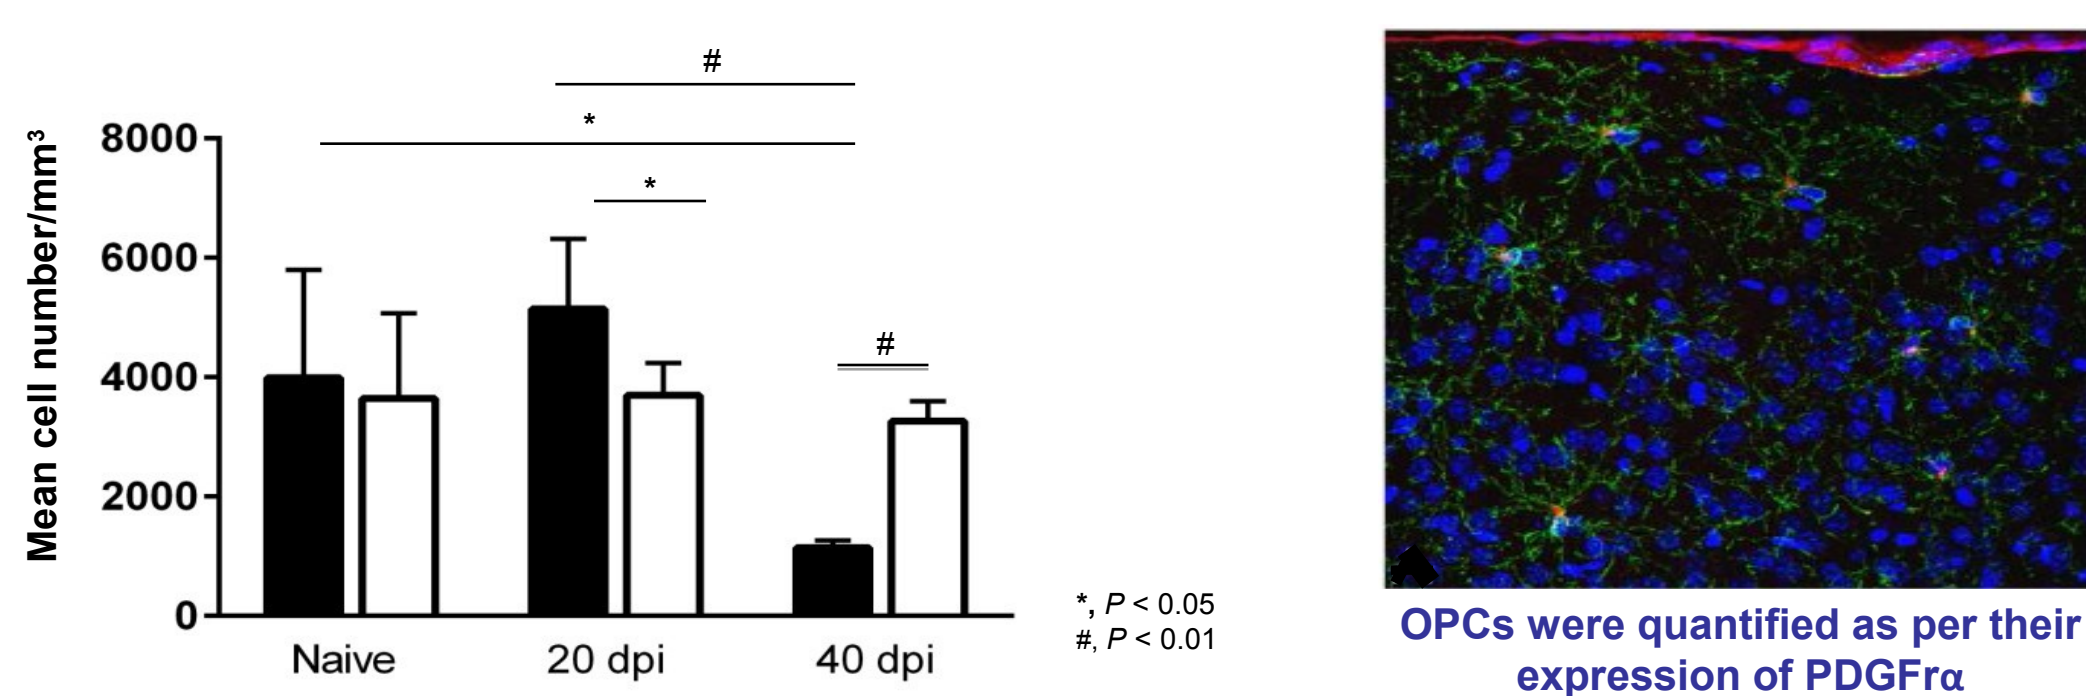 #
*
*
#
Mean cell number/mm³
8000
6000
4000
2000
0
Naive
20 dpi
40 dpi
*, P < 0.05
#, P < 0.01
OPCs were quantified as per their
expression of PDGFrα